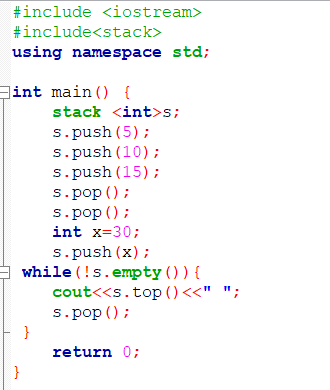 #include <iostream>
#include<stack>
using namespace std;
int main() {
stack <int>s;
s.push(5);
s.push(10);
s.push(15);
s.pop();
s.pop();
int x=30;
s.push(x);
while(!s.empty()){
cout<<s.top()<<" ";
s.pop();
}
return 0;
}